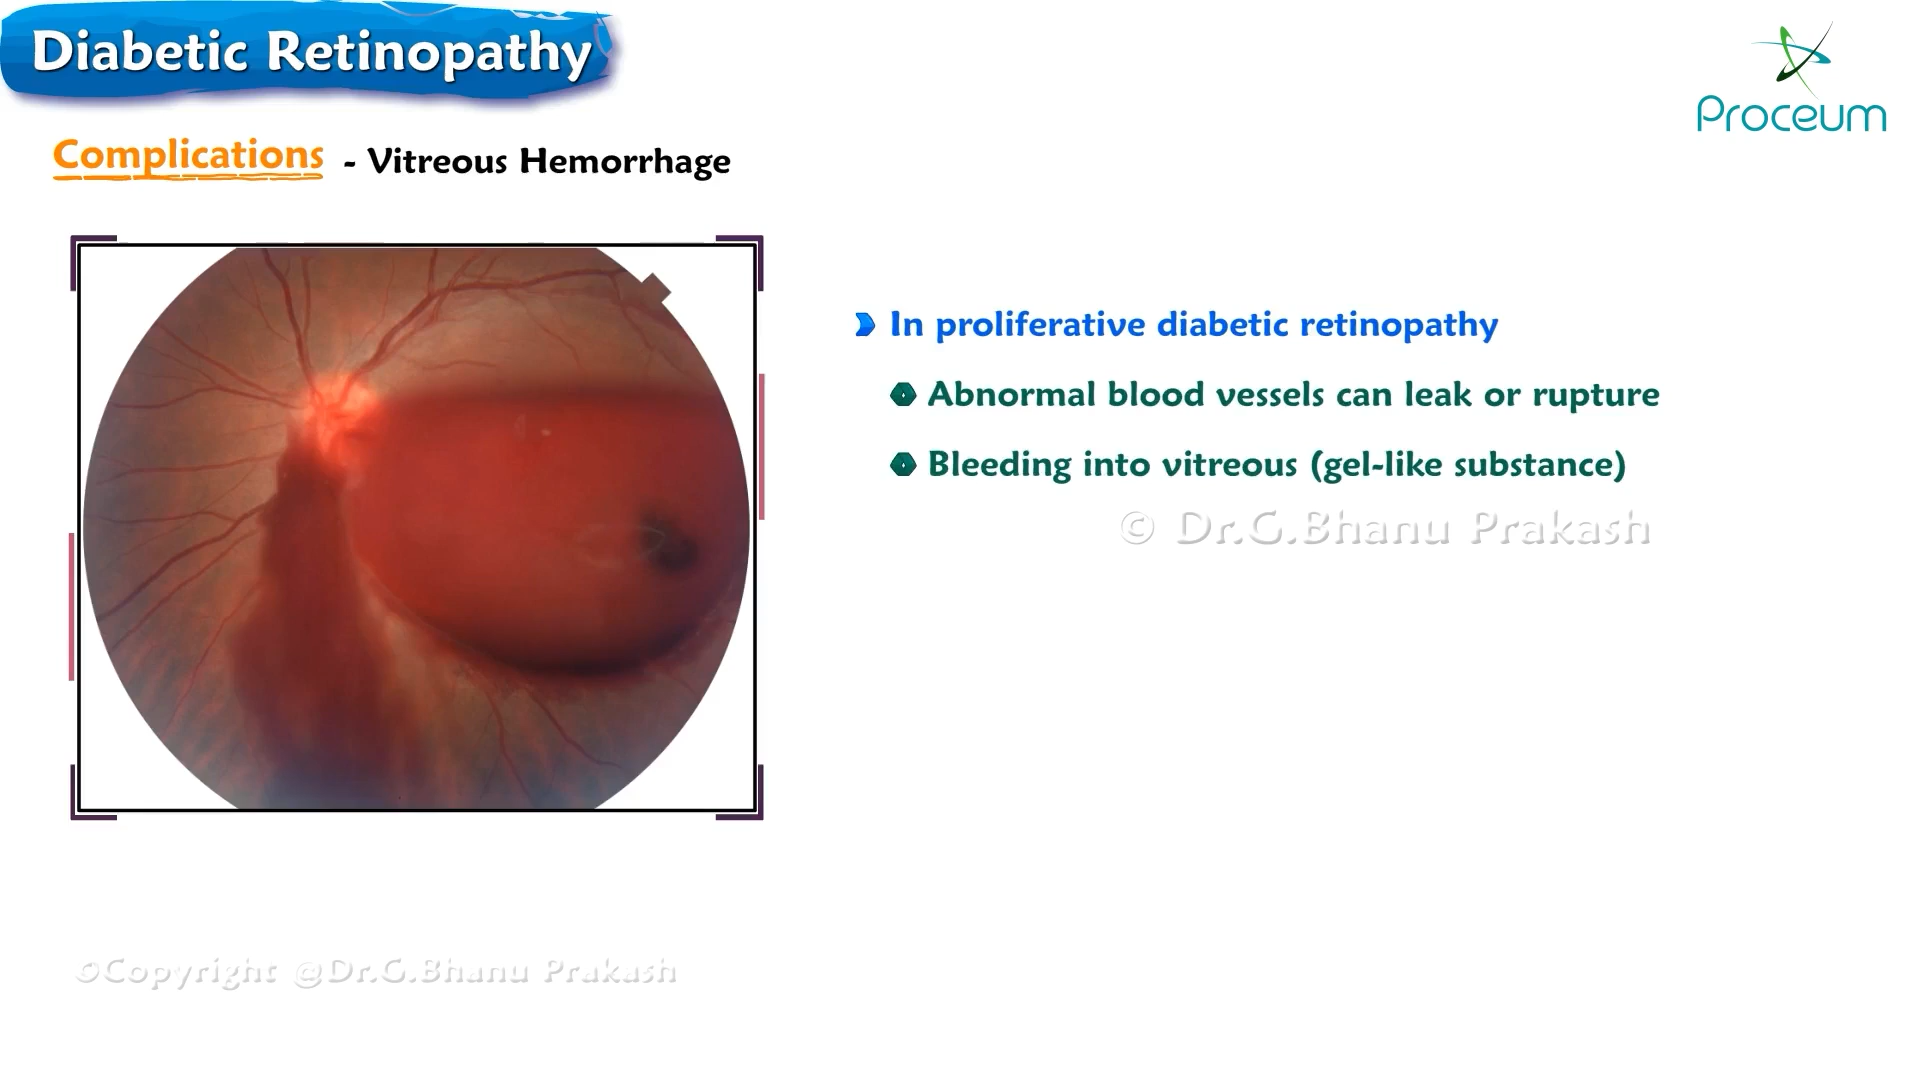 Diabetic Retinopathy
Proceum
Complications - Vitreous Hemorrhage
In proliferative diabetic retinopathy
Abnormal blood vessels can leak or rupture
Bleeding into vitreous (gel-like substance)
© Dr.G.Bhanu Prakash
©Copyright @Dr.G.Bhanu Prakash